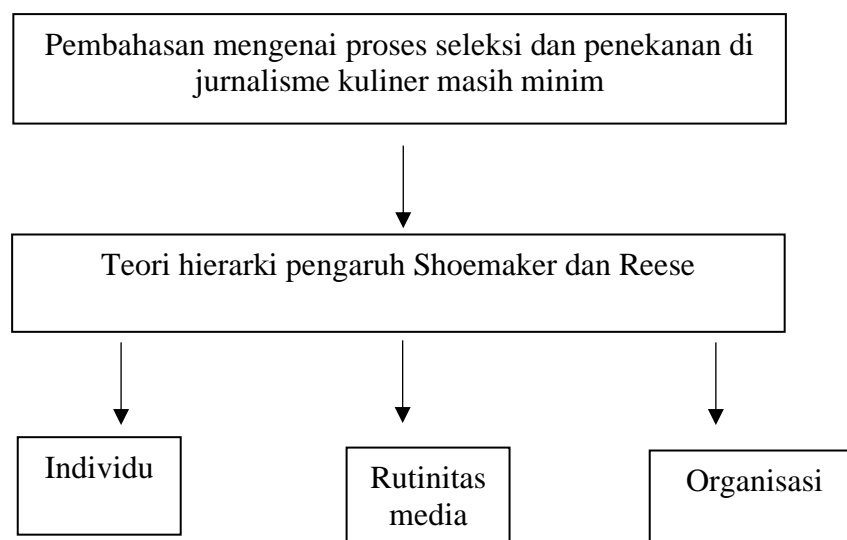 Pembahasan mengenai proses seleksi dan penekanan di
jurnalisme kuliner masih minim
Teori hierarki pengaruh Shoemaker dan Reese
Individu
Rutinitas
media
Organisasi